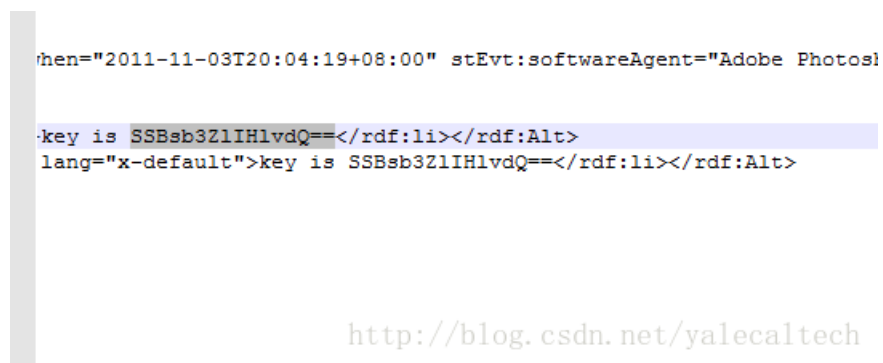 when="2011-11-03T20:04:19+08:00" stEvt:softwareAgent="Adobe Photosh
key is SSBsb3ZlIHlvdQ==</rdf:li></rdf:Alt>
lang="x-default">key is SSBsb3ZlIHlvdQ==</rdf:li></rdf:Alt>
http://blog.csdn.net/yalecaltech